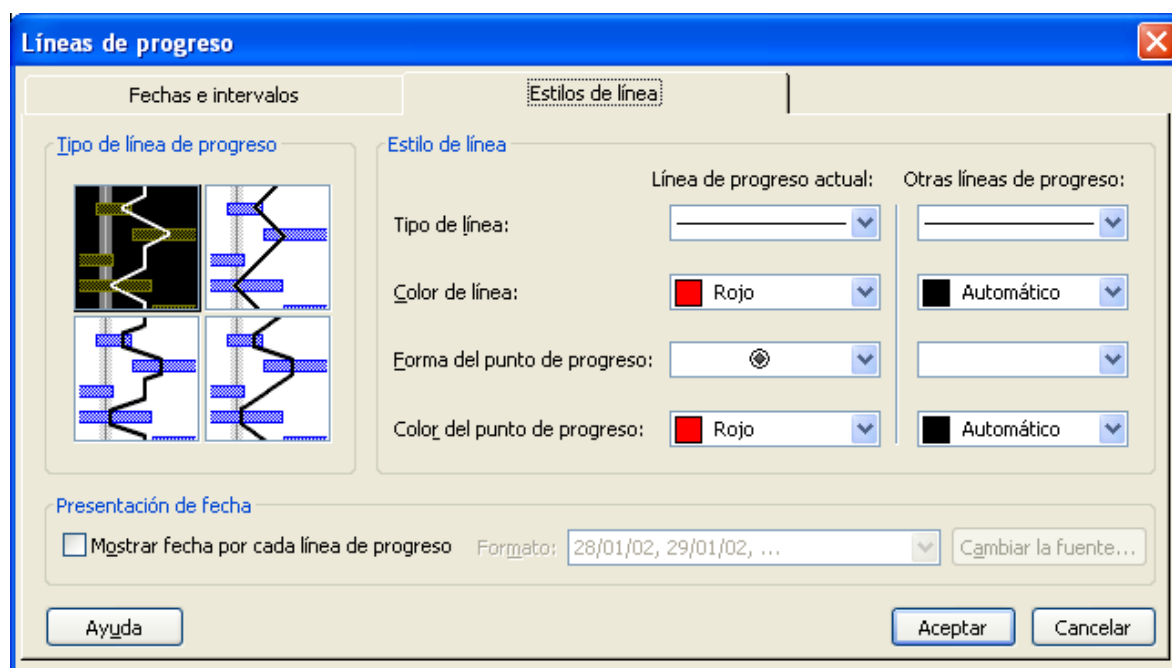 Líneas de progreso
Fechas e intervalos
Estilos de línea
Tipo de línea de progreso
Estilo de línea
Línea de progreso actual:
Otras líneas de progreso:
Tipo de línea:
Color de línea:
Rojo
Automático
Forma del punto de progreso:
Color del punto de progreso:
Rojo
Automático
Presentación de fecha
Mostrar fecha por cada línea de progreso
Formato:
28/01/02, 29/01/02, ...
Cambiar la fuente...
Ayuda
Aceptar
Cancelar